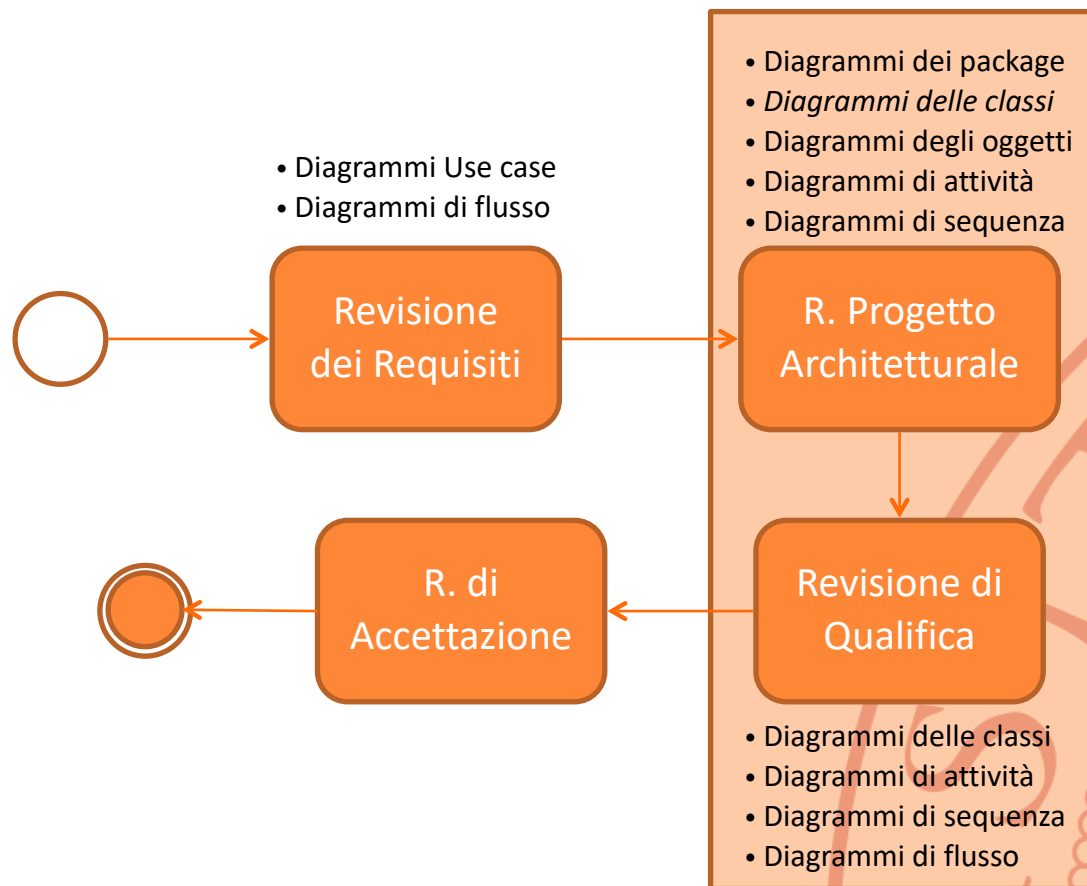 • Diagrammi Use case
• Diagrammi di flusso
Revisione
dei Requisiti
• Diagrammi dei package
• Diagrammi delle classi
• Diagrammi degli oggetti
• Diagrammi di attività
• Diagrammi di sequenza
R. Progetto
Architetturale
Revisione di
Qualifica
• Diagrammi delle classi
• Diagrammi di attività
• Diagrammi di sequenza
• Diagrammi di flusso
R. di
Accettazione